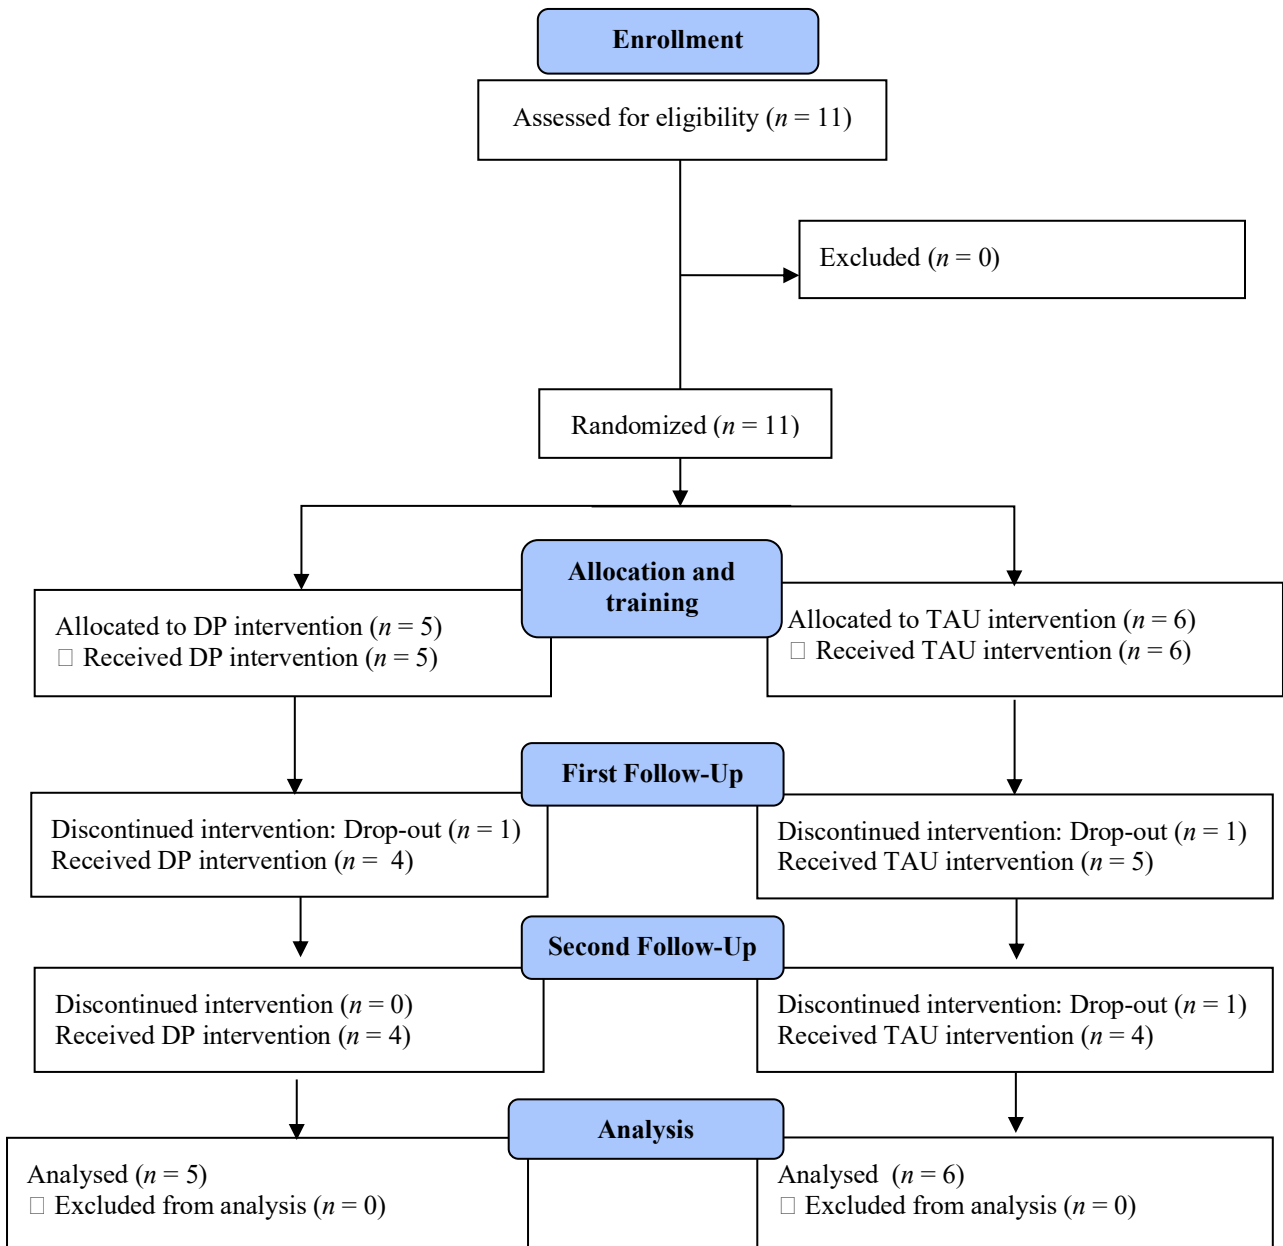 Enrollment
Assessed for eligibility (n = 11)
Excluded (n = 0)
Randomized (n = 11)
Allocation and
training
Allocated to DP intervention (n = 5)
□ Received DP intervention (n = 5)
Allocated to TAU intervention (n = 6)
□ Received TAU intervention (n = 6)
First Follow-Up
Discontinued intervention: Drop-out (n = 1)
Received DP intervention (n = 4)
Discontinued intervention: Drop-out (n = 1)
Received TAU intervention (n = 5)
Second Follow-Up
Discontinued intervention (n = 0)
Received DP intervention (n = 4)
Discontinued intervention: Drop-out (n = 1)
Received TAU intervention (n = 4)
Analysis
Analysed (n = 5)
□ Excluded from analysis (n = 0)
Analysed (n = 6)
□ Excluded from analysis (n = 0)